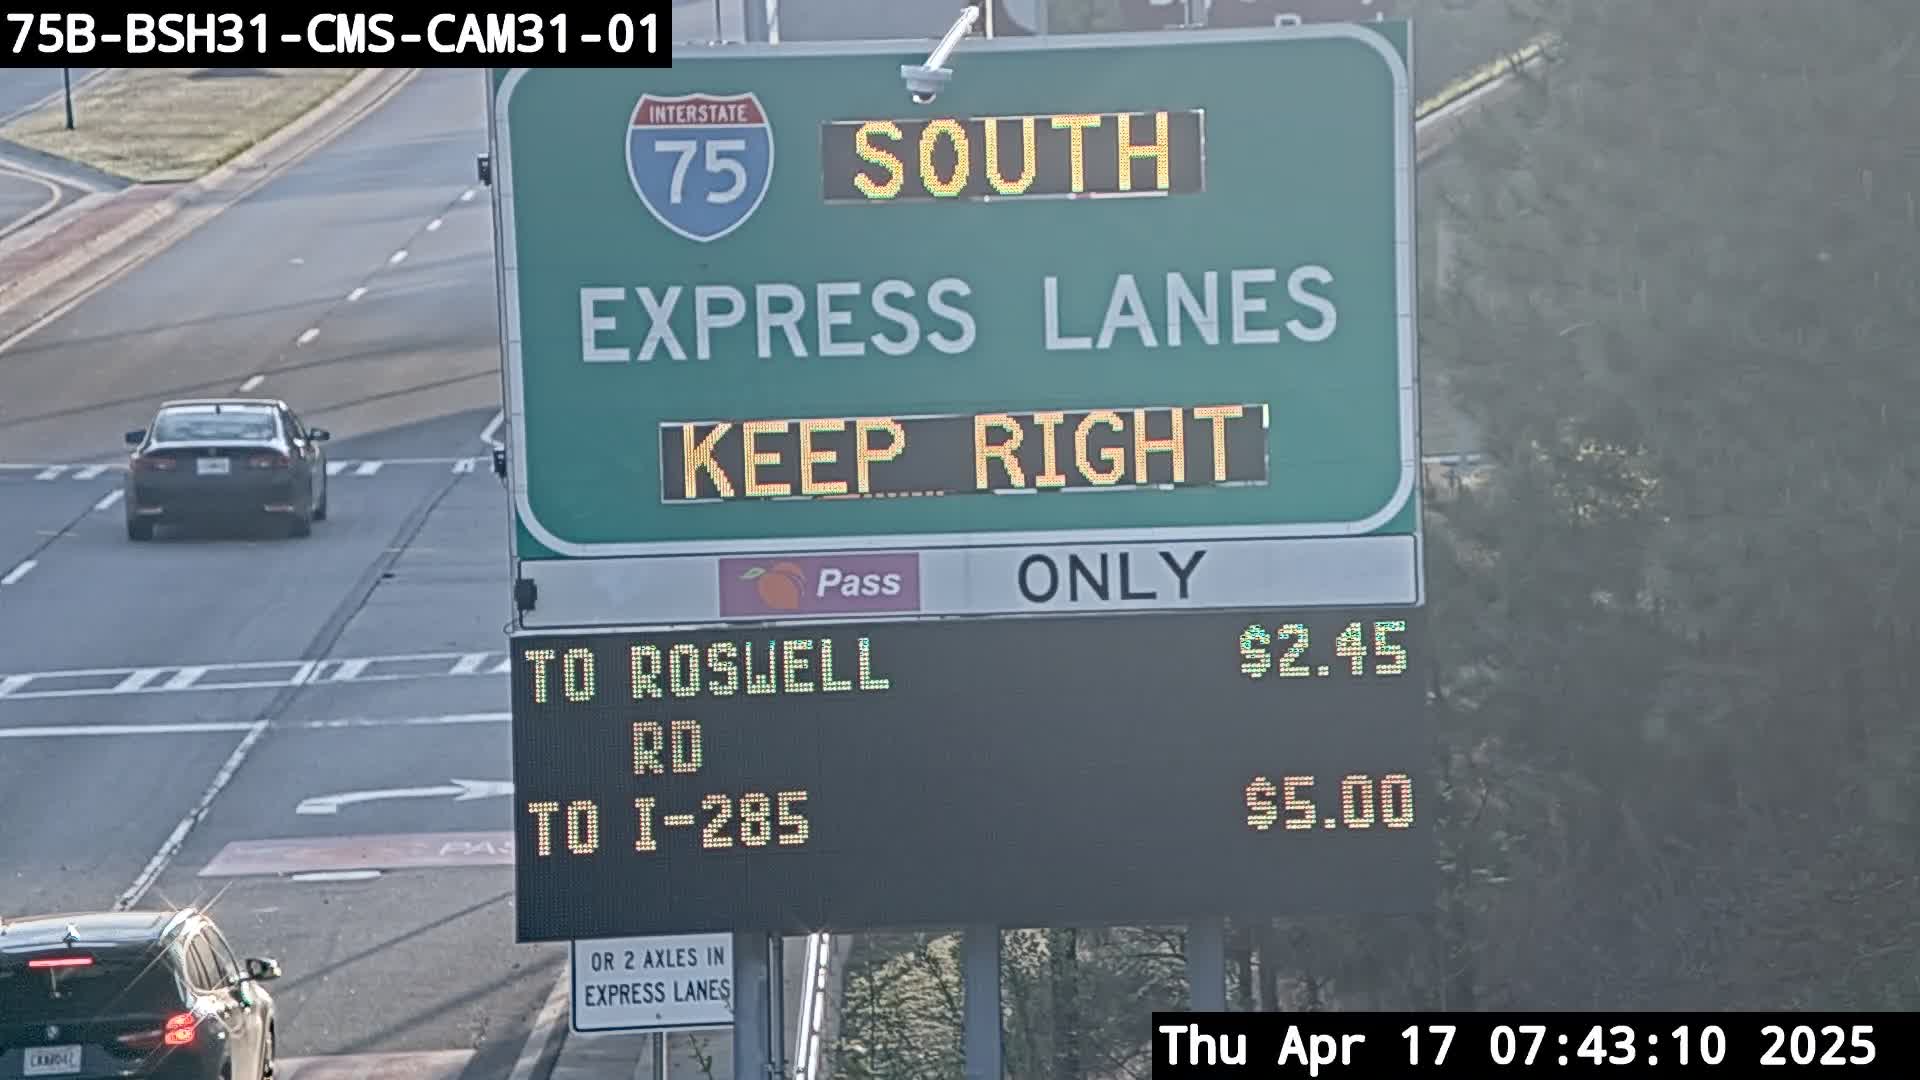 75B-BSH31-CMS-CAM31-01
INTERSTATE
75
SOUTH
EXPRESS LANES
KEEP RIGHT
Pass ONLY
TO ROSWELL $2.45
RD
TO I-285 $5.00
OR 2 AXLES IN
EXPRESS LANES
Thu Apr 17 07:43:10 2025